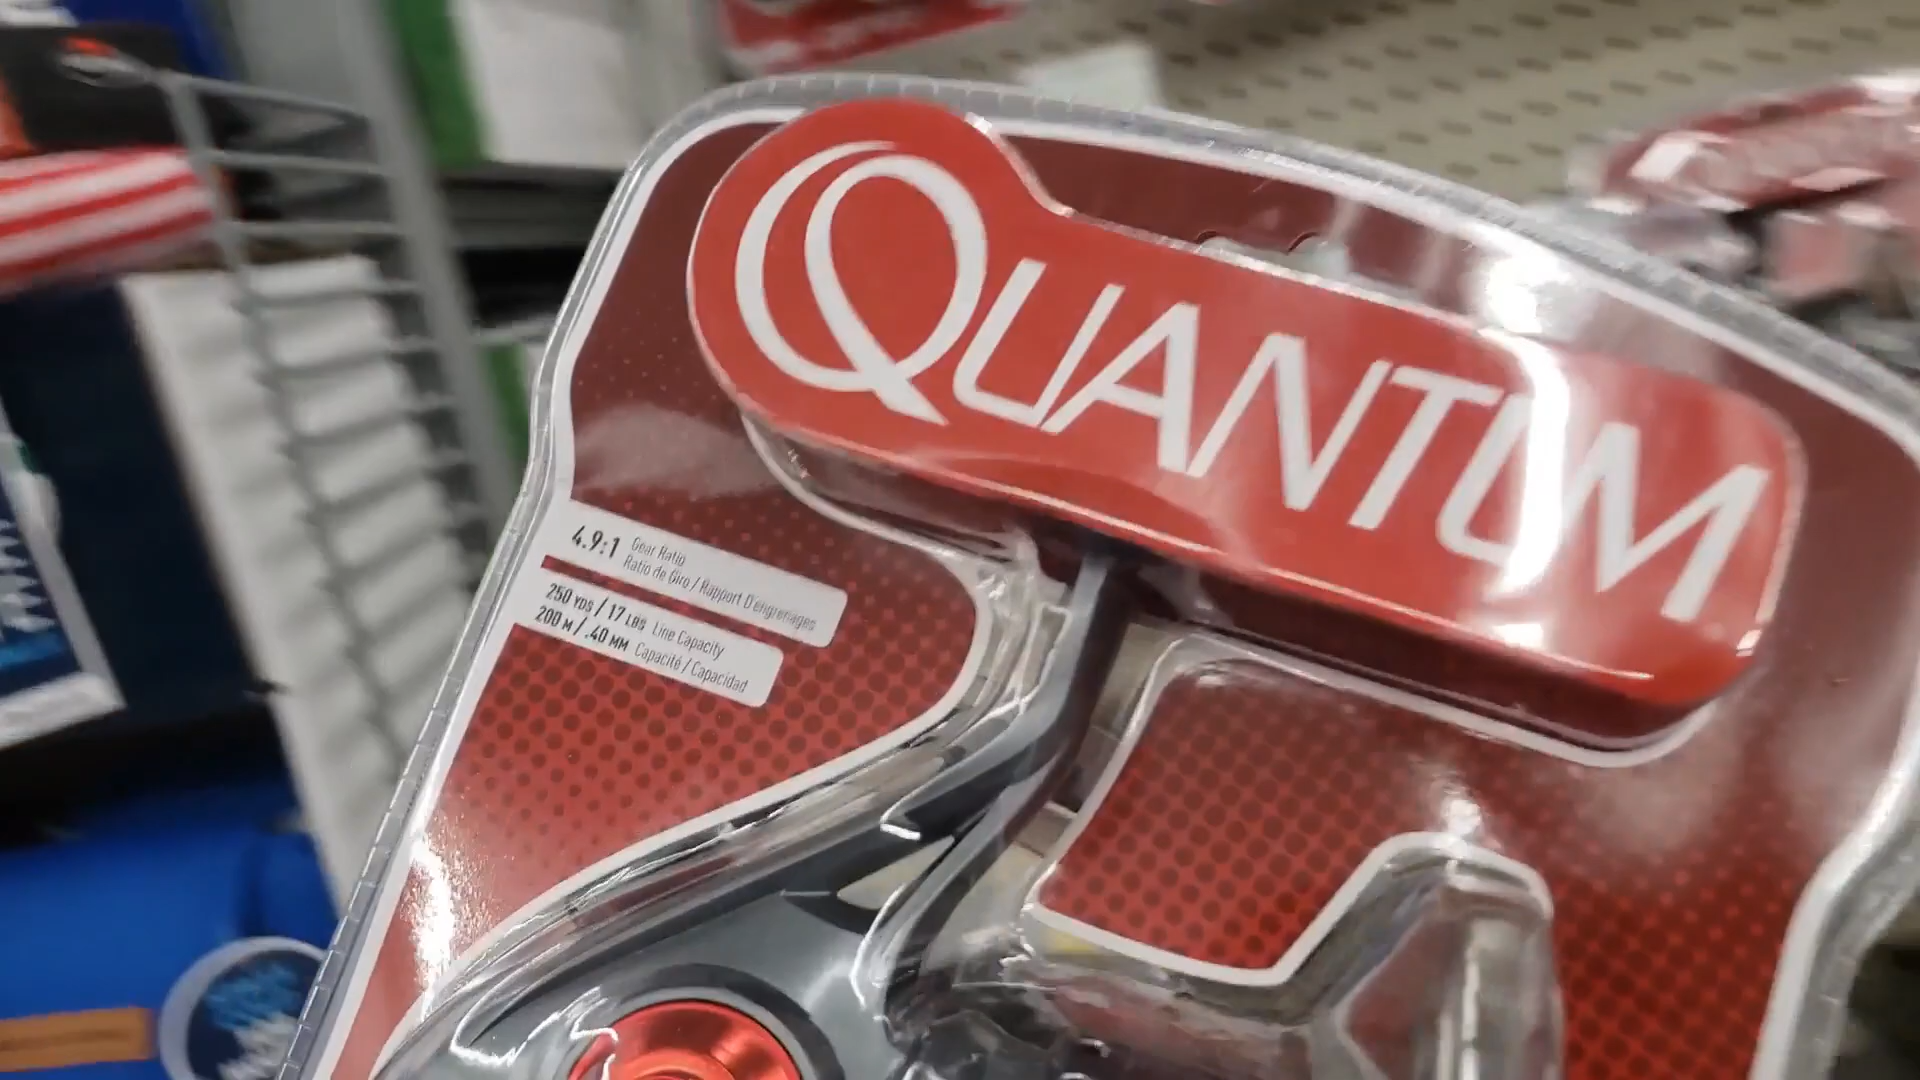 QUANTUM
4.9:1 Gear Ratio
Ratio de Giro / Rapport D'engrenages
250 YDS / 17 LBS Line Capacity
200 M / .40 MM Capacité / Capacidad